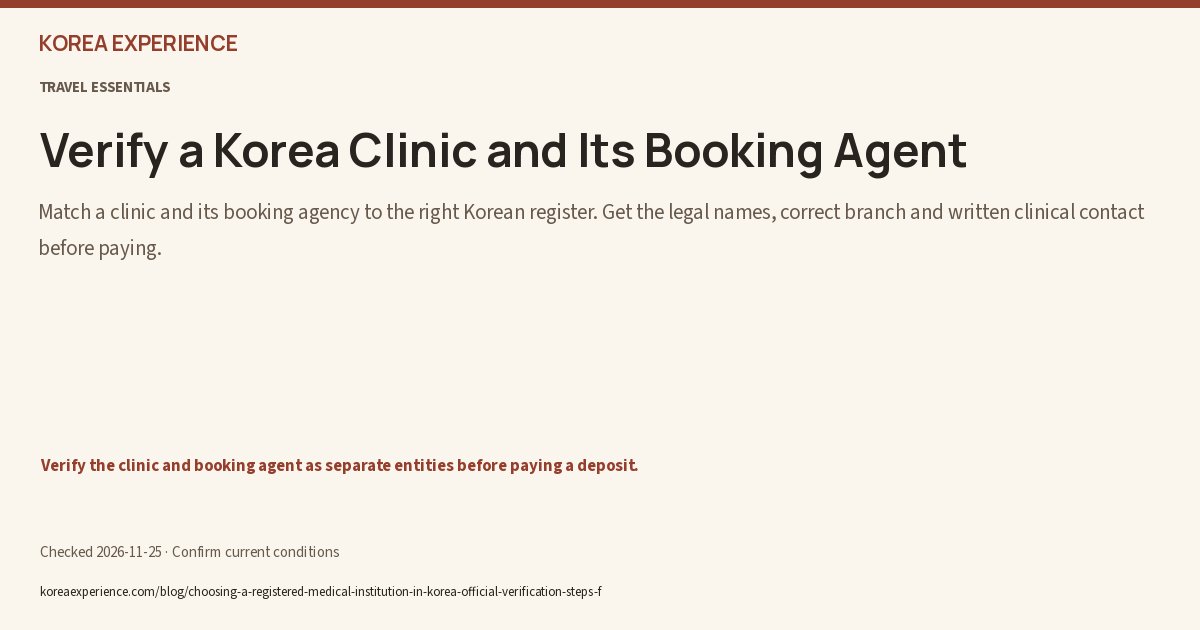 KOREA EXPERIENCE
TRAVEL ESSENTIALS
Verify a Korea Clinic and Its Booking Agent
Match a clinic and its booking agency to the right Korean register. Get the legal names, correct branch and written clinical contact
before paying.
Verify the clinic and booking agent as separate entities before paying a deposit.
Checked 2026-11-25 · Confirm current conditions
koreaexperience.com/blog/choosing-a-registered-medical-institution-in-korea-official-verification-steps-f